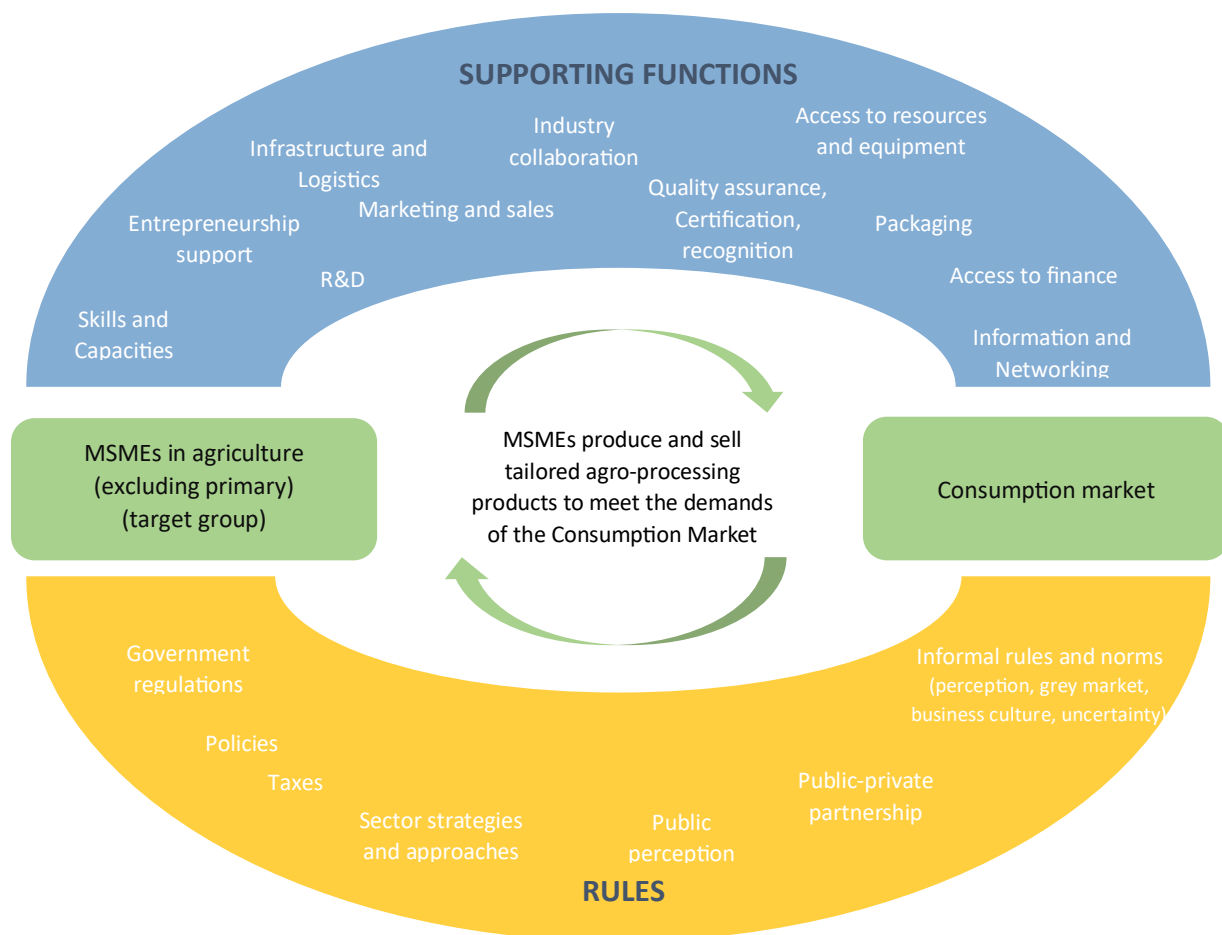 SUPPORTING FUNCTIONS
Access to resources
and equipment
Industry
collaboration
Infrastructure and
Logistics
Quality assurance,
Certification,
recognition
Marketing and sales
Entrepreneurship
support
Packaging
R&D
Access to finance
Skills and
Capacities
Information and
Networking
MSMEs in agriculture
(excluding primary)
(target group)
MSMEs produce and sell
tailored agro-processing
products to meet the demands
of the Consumption Market
Consumption market
Government
regulations
Informal rules and norms
(perception, grey market,
business culture, uncertainty)
Policies
Taxes
Public-private
partnership
Sector strategies
and approaches
Public
perception
RULES